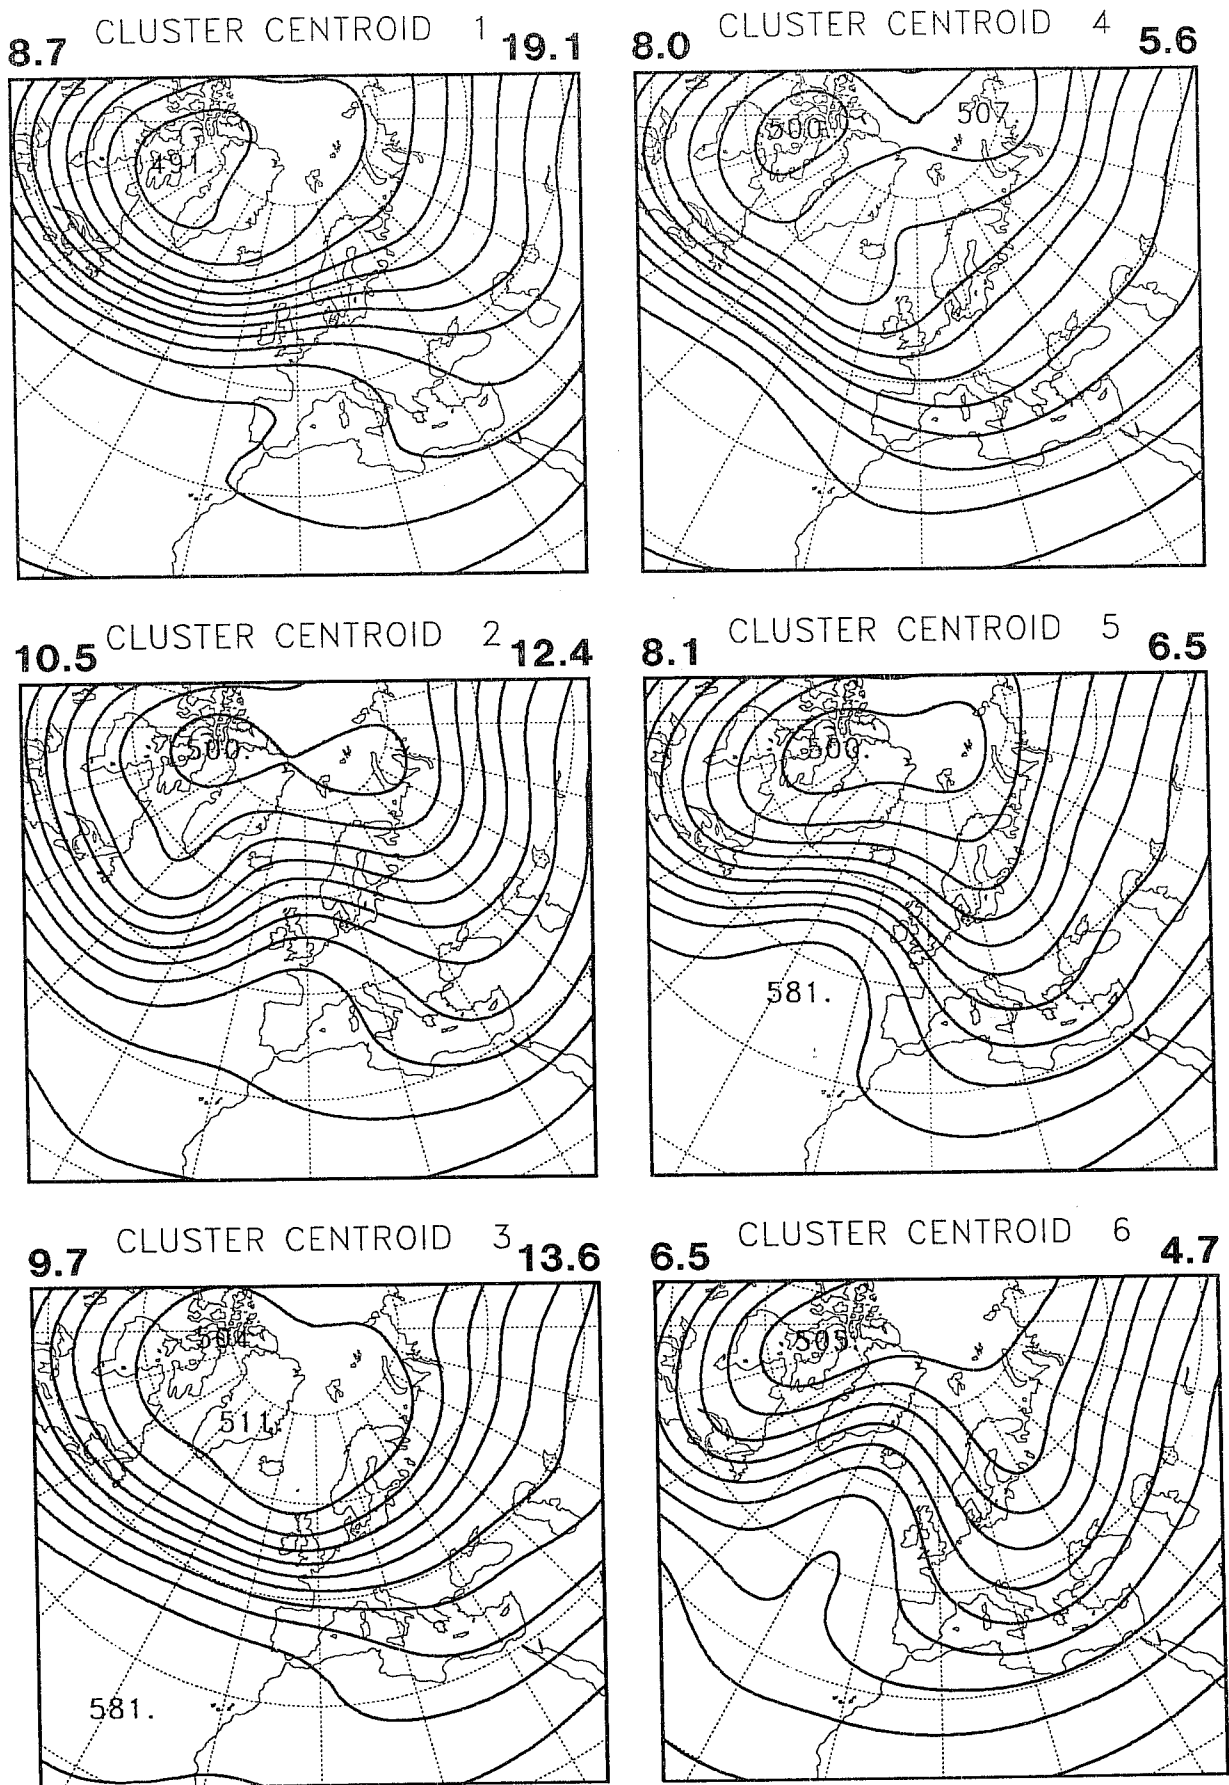 8.7 CLUSTER CENTROID 1 19.1
491
8.0 CLUSTER CENTROID 4 5.6
500.
507
10.5 CLUSTER CENTROID 2 12.4
500.
8.1 CLUSTER CENTROID 5 6.5
500.
581.
9.7 CLUSTER CENTROID 3 13.6
504
511.
581.
6.5 CLUSTER CENTROID 6 4.7
505.